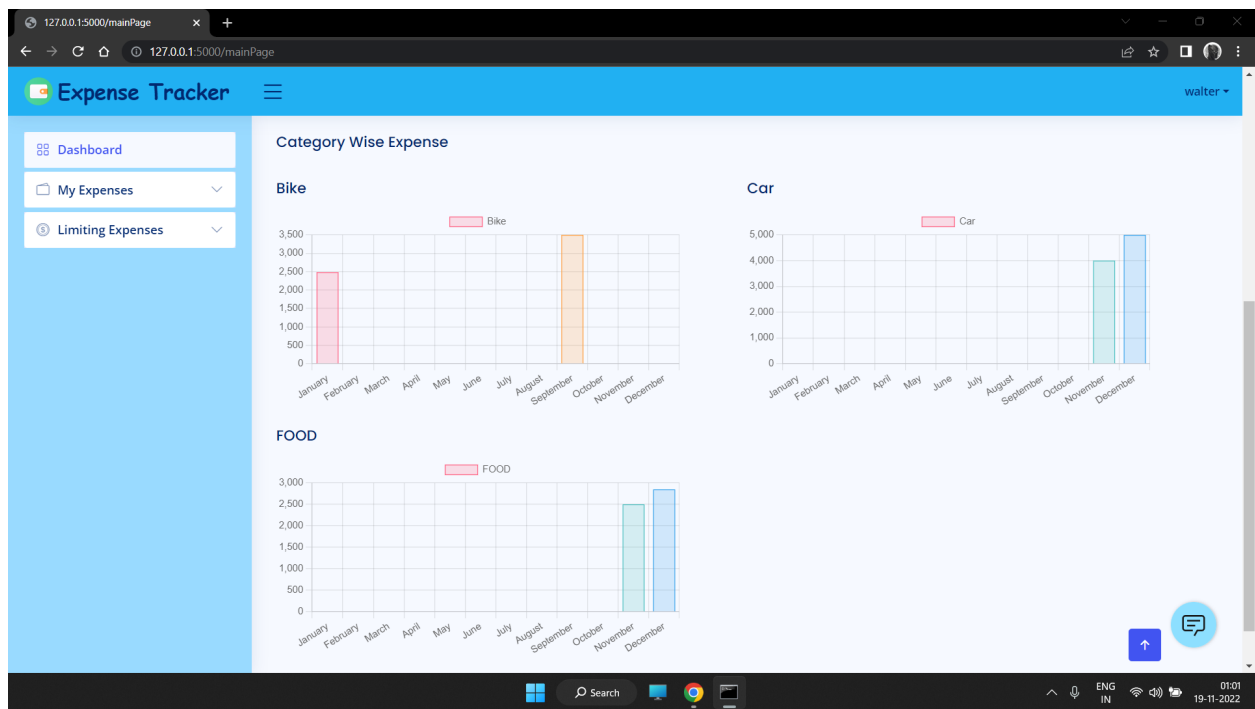 127.0.0.1:5000/mainPage
127.0.0.1:5000/mainPage
Expense Tracker
walter
Dashboard
My Expenses
Limiting Expenses
Category Wise Expense
Bike
Bike
3,500
3,000
2,500
2,000
1,500
1,000
500
0
January February March April May June July August September October November December
Car
Car
5,000
4,000
3,000
2,000
1,000
0
January February March April May June July August September October November December
FOOD
FOOD
3,000
2,500
2,000
1,500
1,000
500
0
January February March April May June July August September October November December
Search
ENG
IN
01:01
19-11-2022